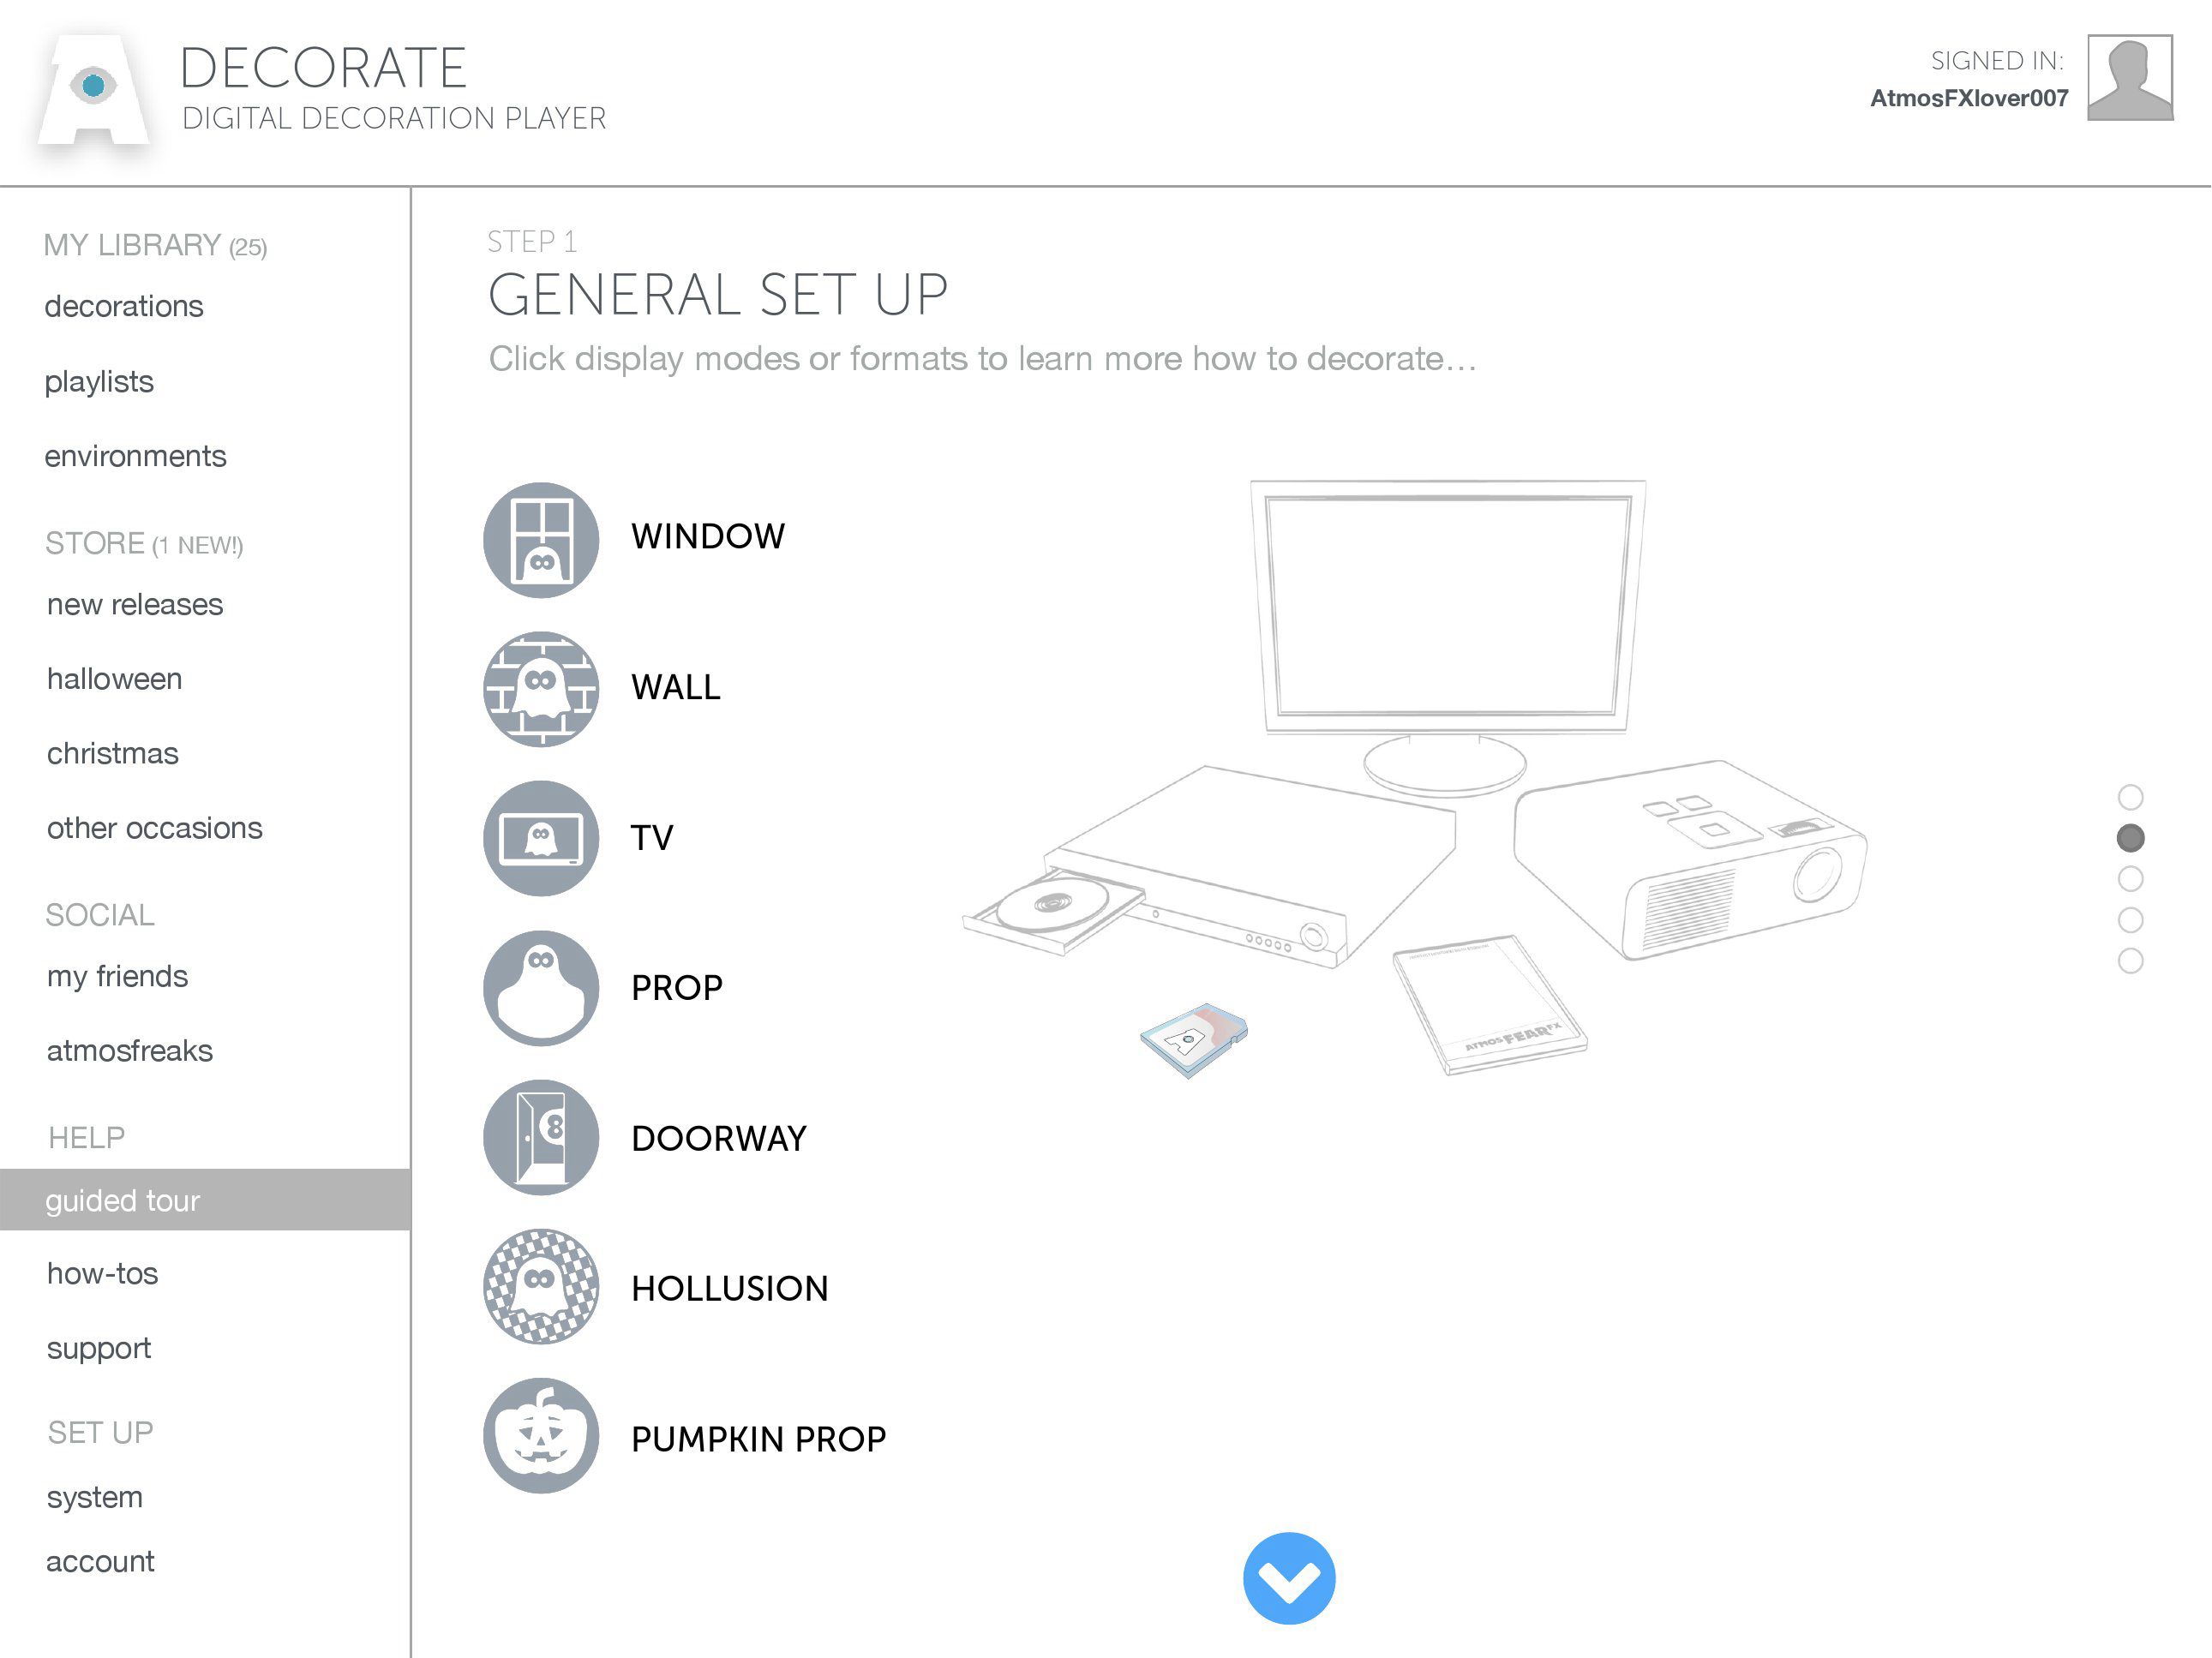 DECORATE
DIGITAL DECORATION PLAYER
SIGNED IN:
AtmosFXlover007
MY LIBRARY (25)
decorations
playlists
environments
STORE (1 NEW!)
new releases
halloween
christmas
other occasions
SOCIAL
my friends
atmosfreaks
HELP
guided tour
how-tos
support
SET UP
system
account
STEP 1
GENERAL SET UP
Click display modes or formats to learn more how to decorate...
WINDOW
WALL
TV
PROP
DOORWAY
HOLLUSION
PUMPKIN PROP
ATMOSFEARFX